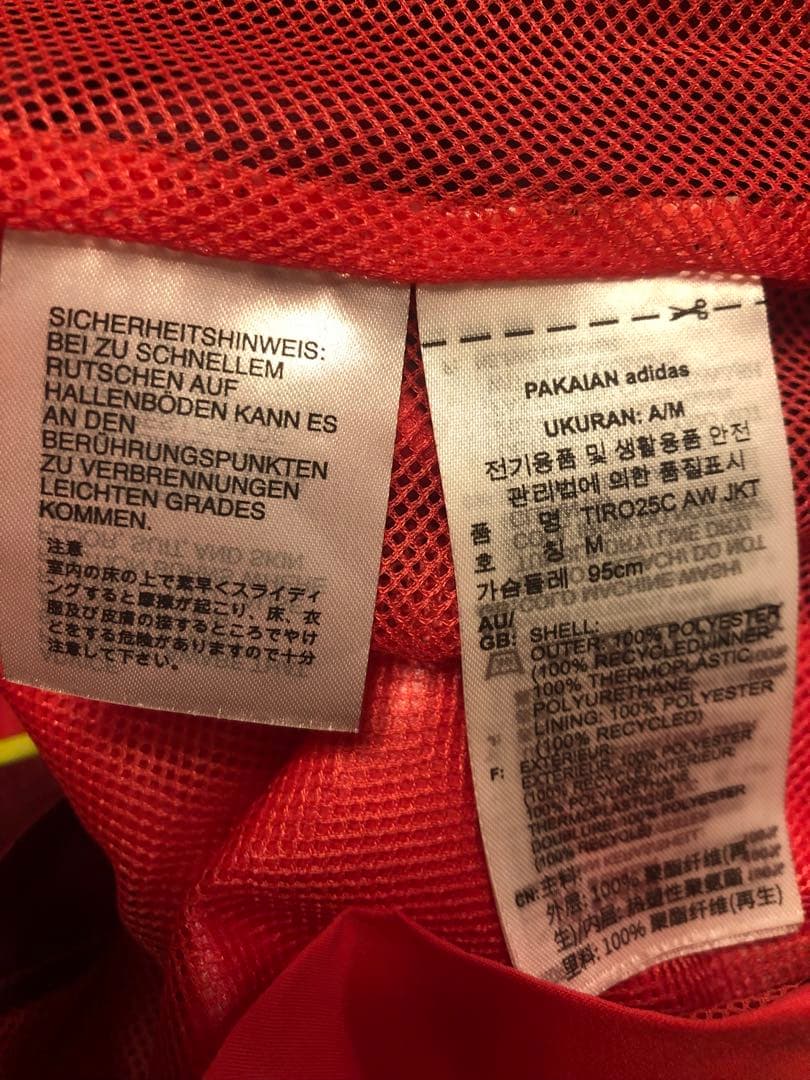 SICHERHEITSHINWEIS:
BEI ZU SCHNELLEM
RUTSCHEN AUF
HALLENBÖDEN KANN ES
AN DEN
BERÜHRUNGSPUNKTEN
ZU VERBRENNUNGEN
LEICHTEN GRADES
KOMMEN.
注意
室内の床の上で素早くスライディ
ングすると摩擦が起こり、床、衣
服及び皮膚の接するところでやけ
どをする危険がありますので十分
注意して下さい。
PAKAIAN adidas
UKURAN: A/M
전기용품 및 생활용품 안전
관리법에 의한 품질표시
품 명 TIRO25C AW JKT
호 칭 M
가슴둘레 95cm
AU/
GB: SHELL:
OUTER: 100% POLYESTER
(100% RECYCLED)/INNER:
100% THERMOPLASTIC
POLYURETHANE;
LINING: 100% POLYESTER
(100% RECYCLED)
F: EXTÉRIEUR:
EXTÉRIEUR: 100% POLYESTER
(100% RECYCLÉ)/INTÉRIEUR:
100% POLYURÉTHANE
THERMOPLASTIQUE;
DOUBLURE: 100% POLYESTER
(100% RECYCLÉ)
CN: 主料:
外层: 100% 聚酯纤维(再
生)/内层: 热塑性聚氨酯
里料: 100% 聚酯纤维(再生)